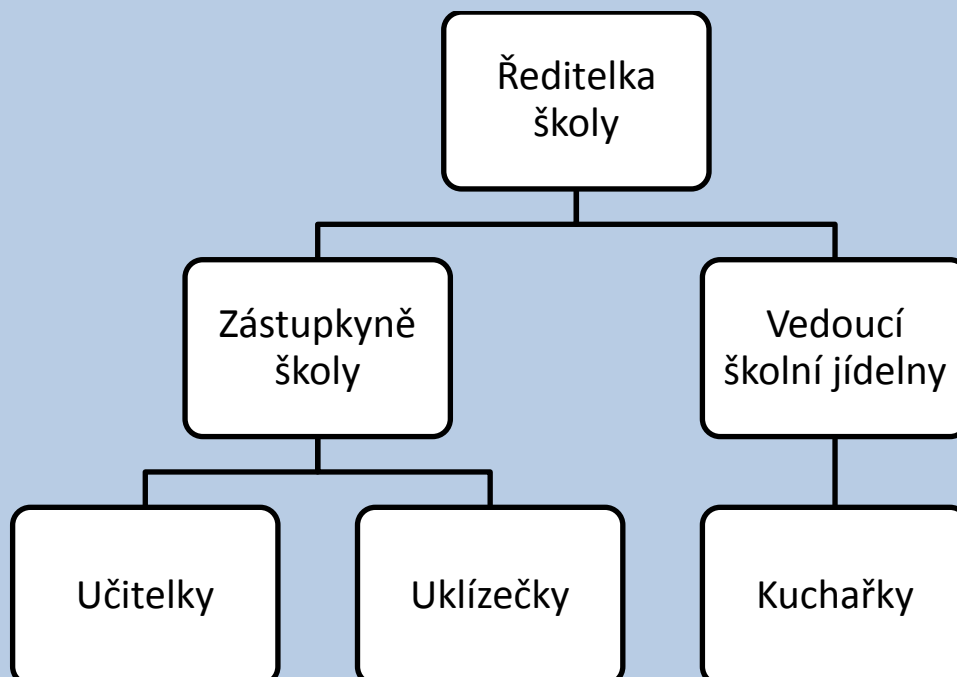 Ředitelka
školy
Zástupkyně
školy
Vedoucí
školní jídelny
Učitelky
Uklízečky
Kuchařky